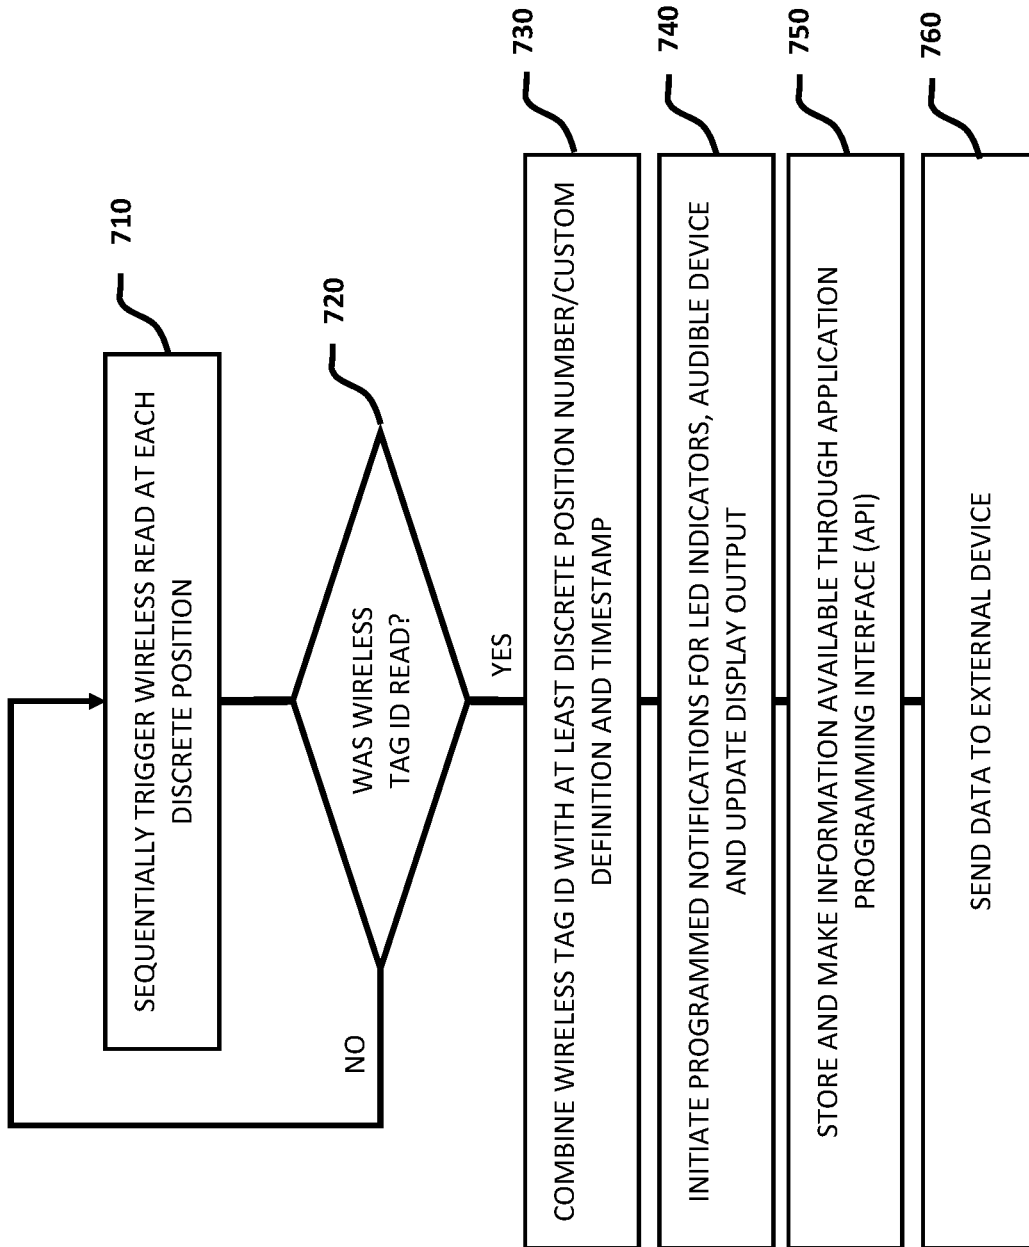 710
SEQUENTIALLY TRIGGER WIRELESS READ AT EACH
DISCRETE POSITION
720
WAS WIRELESS
TAG ID READ?
NO
YES
730
COMBINE WIRELESS TAG ID WITH AT LEAST DISCRETE POSITION NUMBER/CUSTOM
DEFINITION AND TIMESTAMP
740
INITIATE PROGRAMMED NOTIFICATIONS FOR LED INDICATORS, AUDIBLE DEVICE
AND UPDATE DISPLAY OUTPUT
750
STORE AND MAKE INFORMATION AVAILABLE THROUGH APPLICATION
PROGRAMMING INTERFACE (API)
760
SEND DATA TO EXTERNAL DEVICE